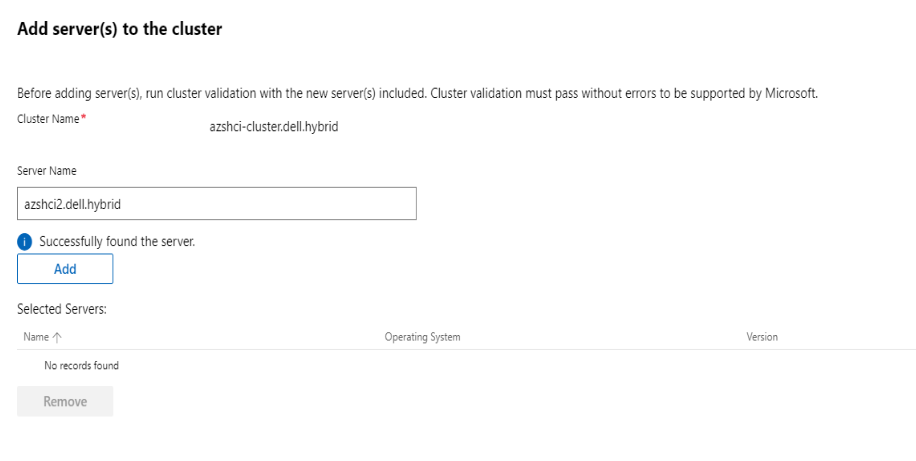 Add server(s) to the cluster
Before adding server(s), run cluster validation with the new server(s) included. Cluster validation must pass without errors to be supported by Microsoft.
Cluster Name*
azshci-cluster.dell.hybrid
Server Name
azshci2.dell.hybrid
i Successfully found the server.
Add
Selected Servers:
Name ↑ Operating System Version
No records found
Remove